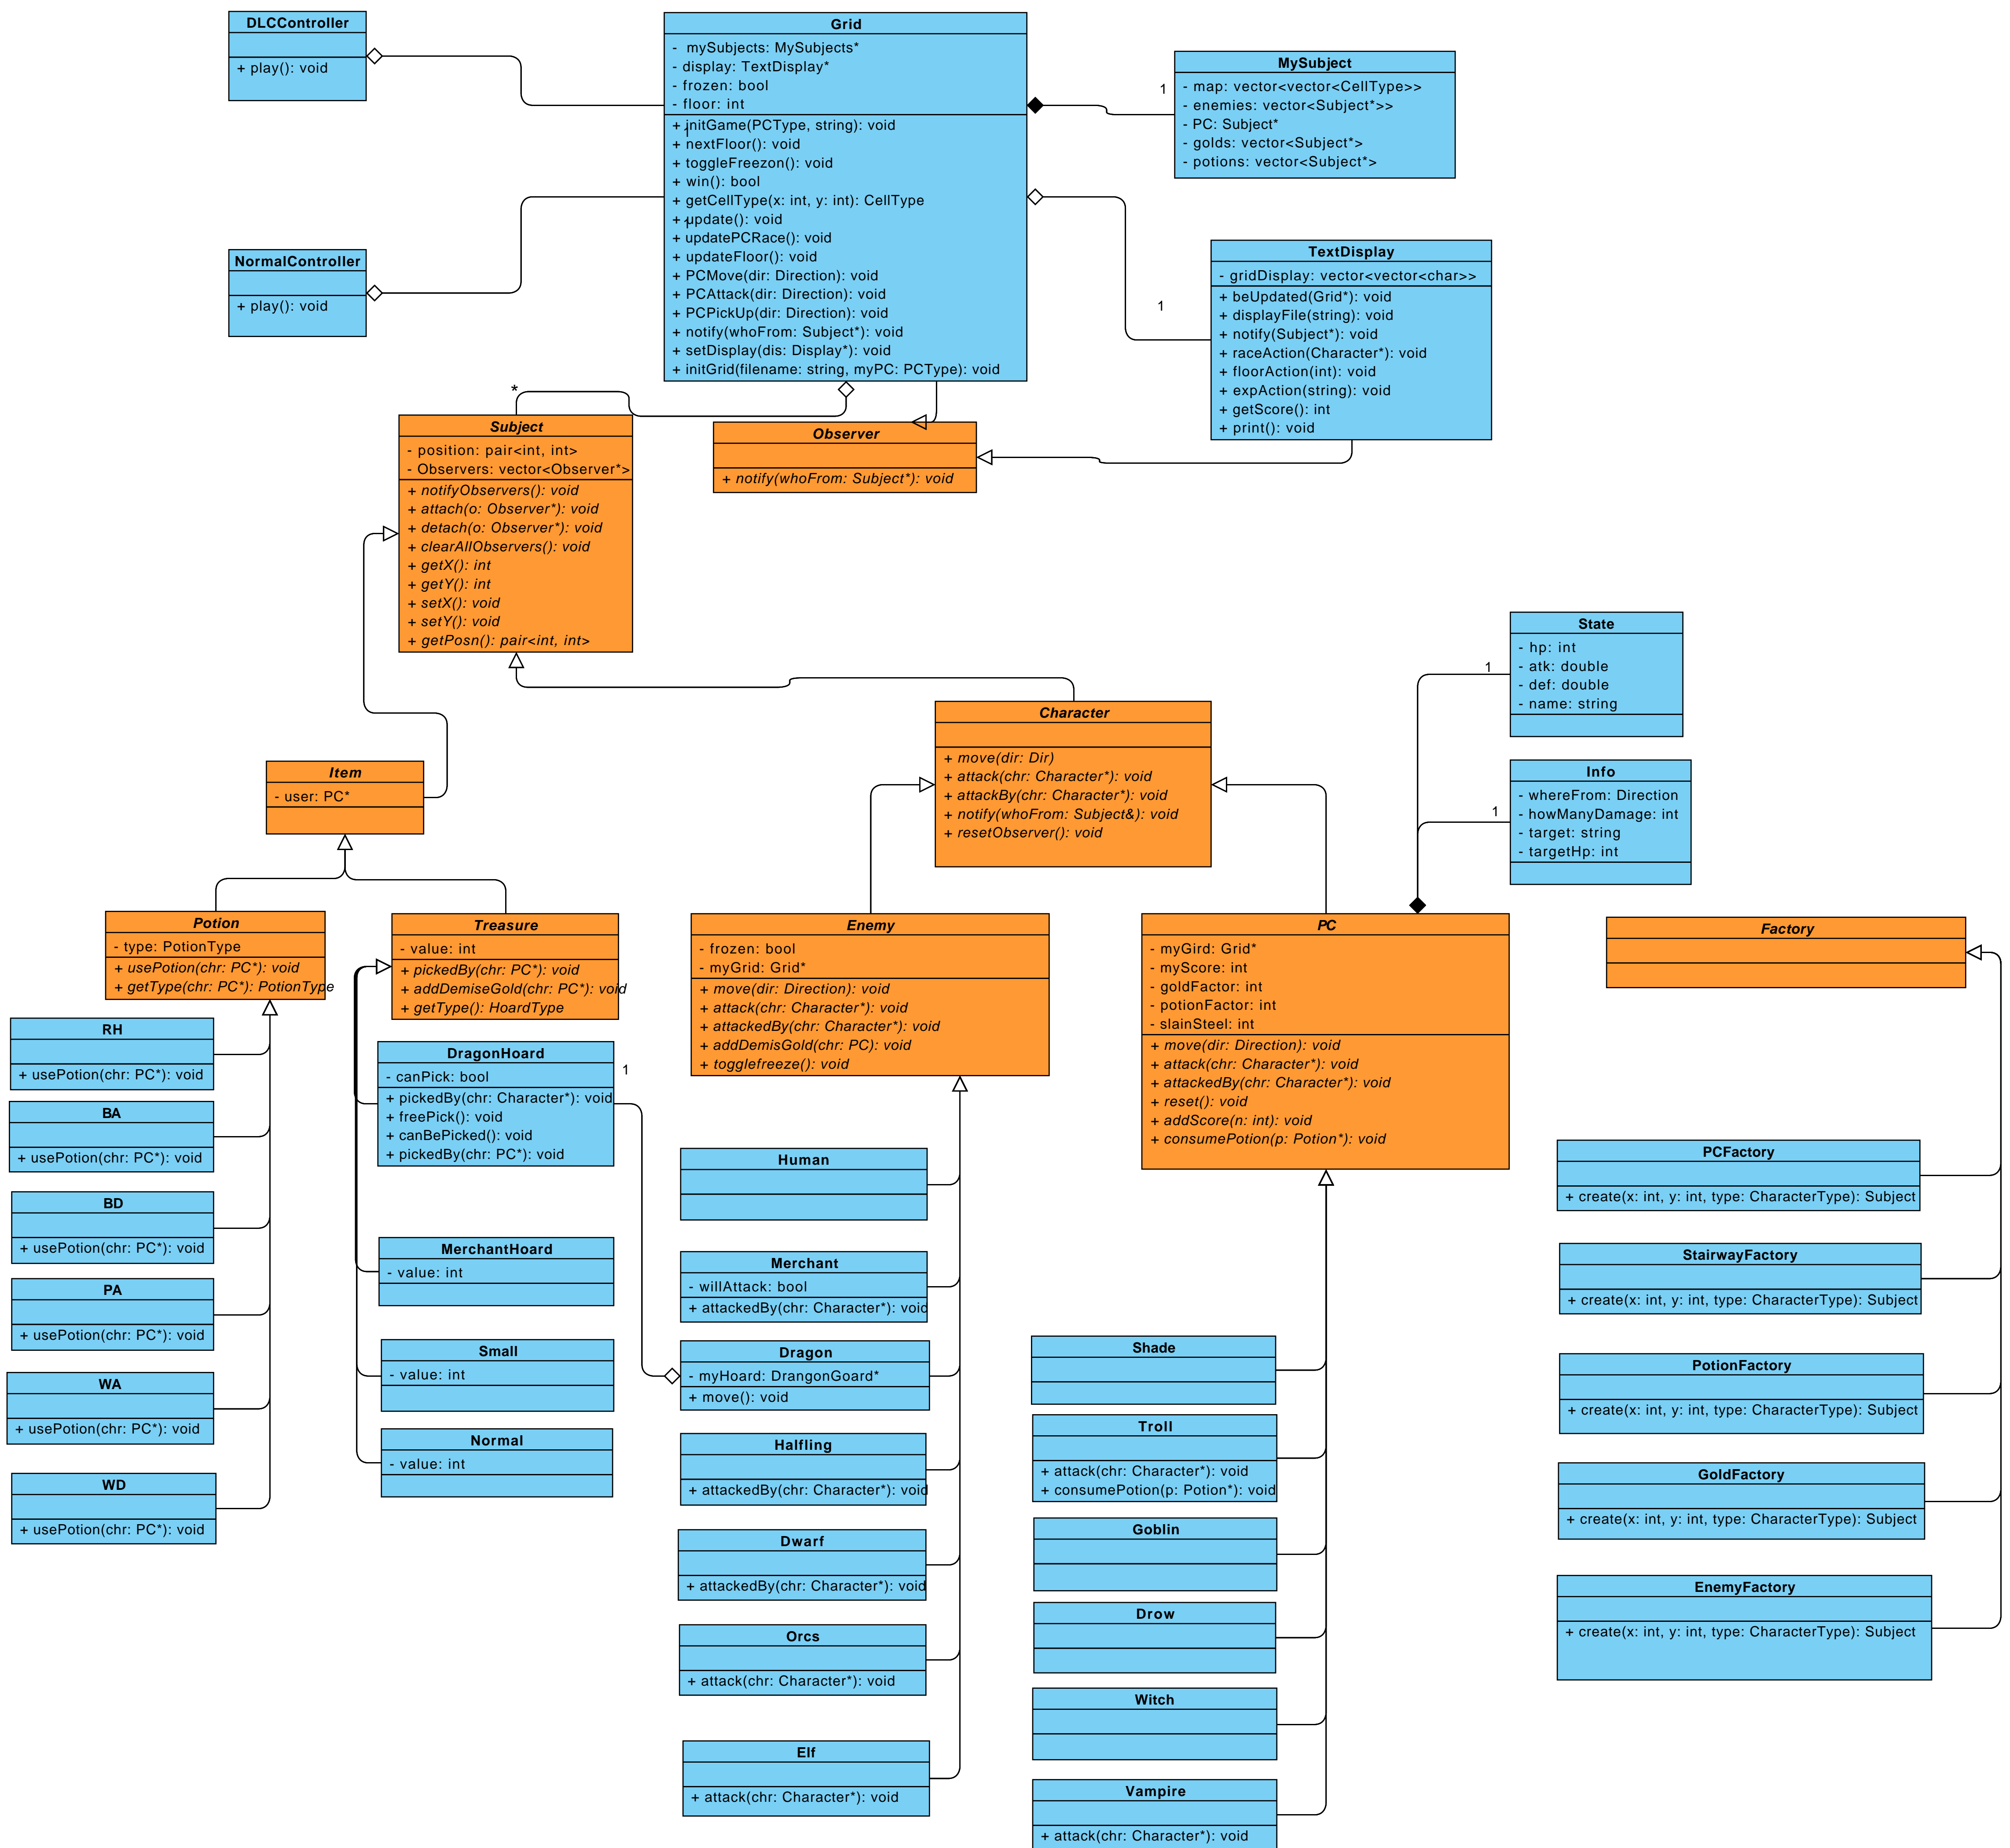 DLCController
+ play(): void
NormalController
+ play(): void
Grid
- mySubjects: MySubjects*
- display: TextDisplay*
- frozen: bool
- floor: int
+ initGame(PCType, string): void
+ nextFloor(): void
+ toggleFreezon(): void
+ win(): bool
+ getCellType(x: int, y: int): CellType
+ update(): void
+ updatePCRace(): void
+ updateFloor(): void
+ PCMove(dir: Direction): void
+ PCAttack(dir: Direction): void
+ PCPickUp(dir: Direction): void
+ notify(whoFrom: Subject*): void
+ setDisplay(dis: Display*): void
+ initGrid(filename: string, myPC: PCType): void
1
MySubject
- map: vector<vector<CellType>>
- enemies: vector<Subject*>>
- PC: Subject*
- golds: vector<Subject*>
- potions: vector<Subject*>
1
TextDisplay
- gridDisplay: vector<vector<char>>
+ beUpdated(Grid*): void
+ displayFile(string): void
+ notify(Subject*): void
+ raceAction(Character*): void
+ floorAction(int): void
+ expAction(string): void
+ getScore(): int
+ print(): void
*
Subject
- position: pair<int, int>
- Observers: vector<Observer*>
+ notifyObservers(): void
+ attach(o: Observer*): void
+ detach(o: Observer*): void
+ clearAllObservers(): void
+ getX(): int
+ getY(): int
+ setX(): void
+ setY(): void
+ getPosn(): pair<int, int>
Observer
+ notify(whoFrom: Subject*): void
1
State
- hp: int
- atk: double
- def: double
- name: string
1
Info
- whereFrom: Direction
- howManyDamage: int
- target: string
- targetHp: int
Character
+ move(dir: Dir)
+ attack(chr: Character*): void
+ attackBy(chr: Character*): void
+ notify(whoFrom: Subject&): void
+ resetObserver(): void
Item
- user: PC*
Potion
- type: PotionType
+ usePotion(chr: PC*): void
+ getType(chr: PC*): PotionType
Treasure
- value: int
+ pickedBy(chr: PC*): void
+ addDemiseGold(chr: PC*): void
+ getType(): HoardType
Enemy
- frozen: bool
- myGrid: Grid*
+ move(dir: Direction): void
+ attack(chr: Character*): void
+ attackedBy(chr: Character*): void
+ addDemisGold(chr: PC): void
+ togglefreeze(): void
PC
- myGird: Grid*
- myScore: int
- goldFactor: int
- potionFactor: int
- slainSteel: int
+ move(dir: Direction): void
+ attack(chr: Character*): void
+ attackedBy(chr: Character*): void
+ reset(): void
+ addScore(n: int): void
+ consumePotion(p: Potion*): void
Factory
RH
+ usePotion(chr: PC*): void
BA
+ usePotion(chr: PC*): void
BD
+ usePotion(chr: PC*): void
PA
+ usePotion(chr: PC*): void
WA
+ usePotion(chr: PC*): void
WD
+ usePotion(chr: PC*): void
DragonHoard
- canPick: bool
+ pickedBy(chr: Character*): void
+ freePick(): void
+ canBePicked(): void
+ pickedBy(chr: PC*): void
1
MerchantHoard
- value: int
Small
- value: int
Normal
- value: int
Human
Merchant
- willAttack: bool
+ attackedBy(chr: Character*): void
Dragon
- myHoard: DrangonGoard*
+ move(): void
Halfling
+ attackedBy(chr: Character*): void
Dwarf
+ attackedBy(chr: Character*): void
Orcs
+ attack(chr: Character*): void
Elf
+ attack(chr: Character*): void
Shade
Troll
+ attack(chr: Character*): void
+ consumePotion(p: Potion*): void
Goblin
Drow
Witch
Vampire
+ attack(chr: Character*): void
PCFactory
+ create(x: int, y: int, type: CharacterType): Subject
StairwayFactory
+ create(x: int, y: int, type: CharacterType): Subject
PotionFactory
+ create(x: int, y: int, type: CharacterType): Subject
GoldFactory
+ create(x: int, y: int, type: CharacterType): Subject
EnemyFactory
+ create(x: int, y: int, type: CharacterType): Subject